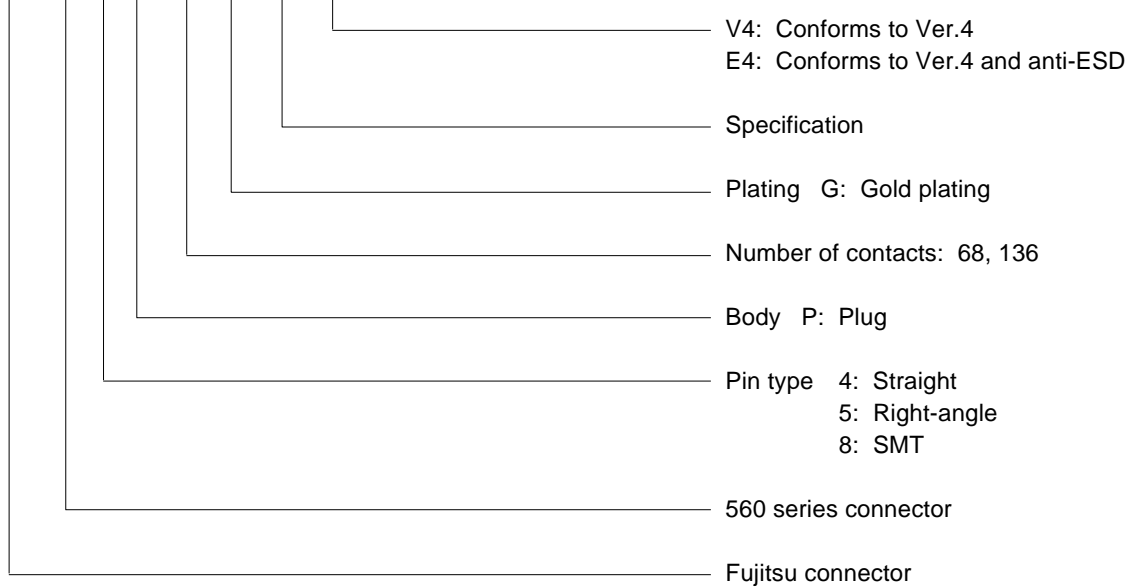 V4: Conforms to Ver.4
E4: Conforms to Ver.4 and anti-ESD
Specification
Plating G: Gold plating
Number of contacts: 68, 136
Body P: Plug
Pin type 4: Straight
5: Right-angle
8: SMT
560 series connector
Fujitsu connector